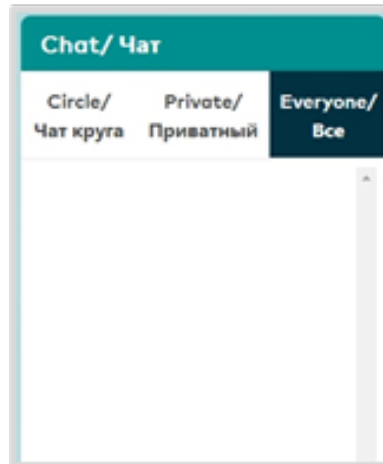 Chat/ Чат
Circle/
Чат круга
Private/
Приватный
Everyone/
Все